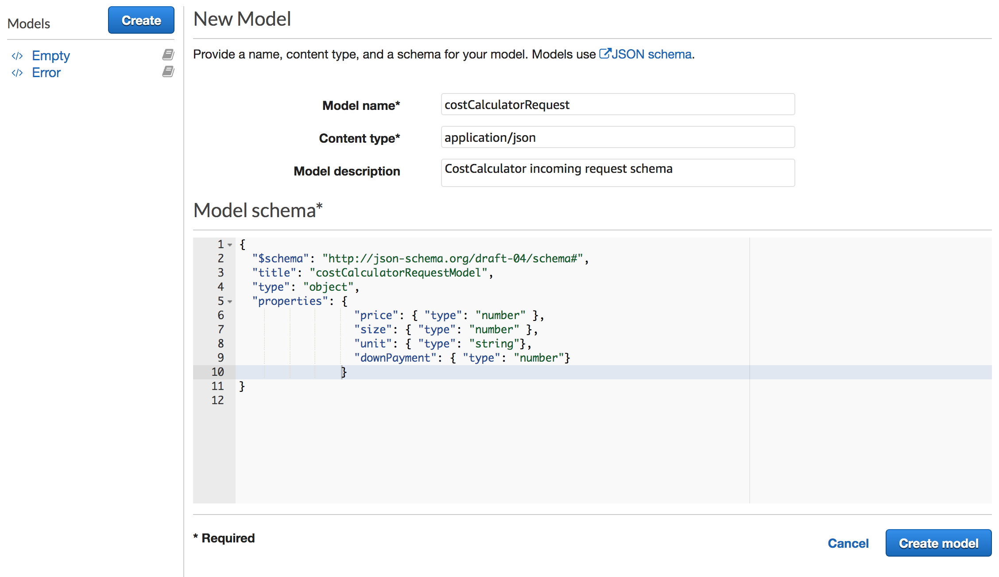 Models
Create
</> Empty
</> Error
New Model
Provide a name, content type, and a schema for your model. Models use JSON schema.
Model name* costCalculatorRequest
Content type* application/json
Model description CostCalculator incoming request schema
Model schema*
1 {
2 "$schema": "http://json-schema.org/draft-04/schema#",
3 "title": "costCalculatorRequestModel",
4 "type": "object",
5 "properties": {
6 "price": { "type": "number" },
7 "size": { "type": "number" },
8 "unit": { "type": "string"},
9 "downPayment": { "type": "number"}
10 }
11 }
12
* Required
Cancel
Create model